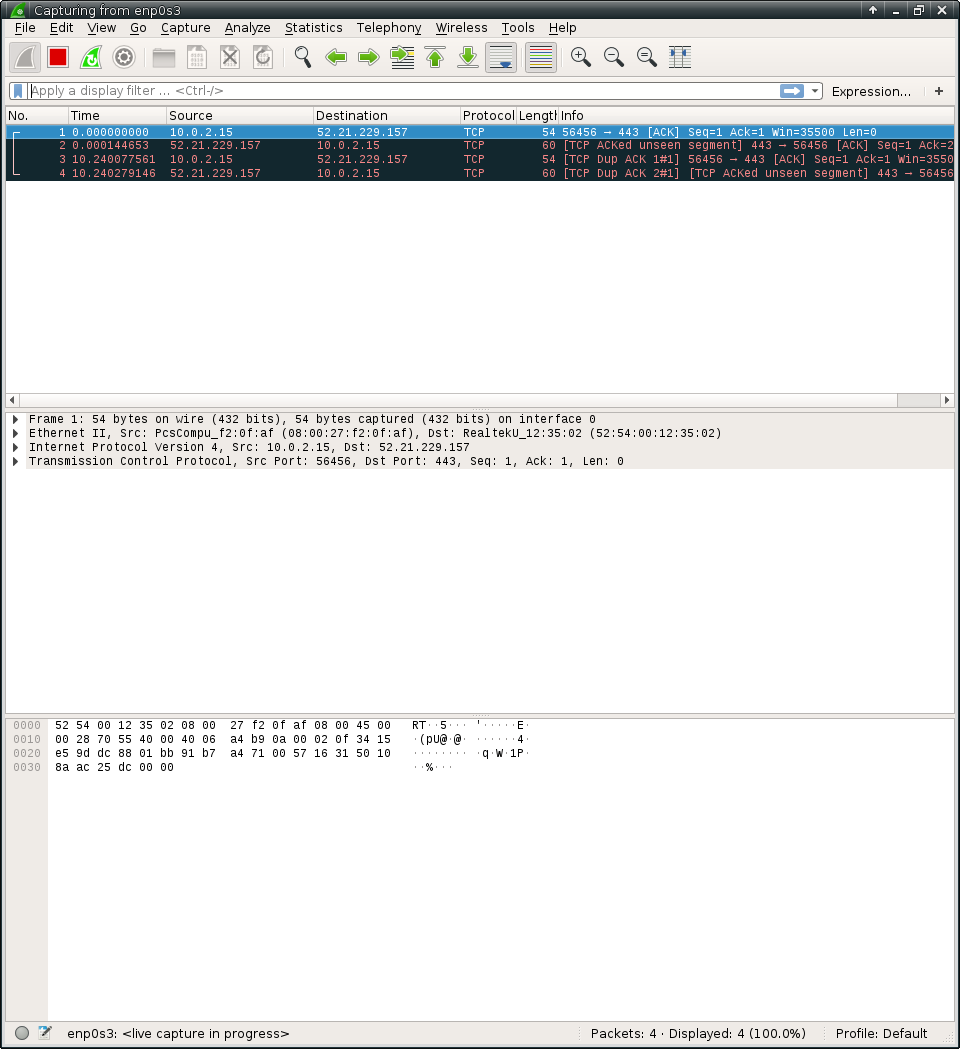 Capturing from enp0s3
File Edit View Go Capture Analyze Statistics Telephony Wireless Tools Help
Apply a display filter ... <Ctrl-/> Expression... +
No. Time Source Destination Protocol Length Info
1 0.000000000 10.0.2.15 52.21.229.157 TCP 54 56456 → 443 [ACK] Seq=1 Ack=1 Win=35500 Len=0
2 0.000144653 52.21.229.157 10.0.2.15 TCP 60 [TCP ACKed unseen segment] 443 → 56456 [ACK] Seq=1 Ack=2
3 10.240077561 10.0.2.15 52.21.229.157 TCP 54 [TCP Dup ACK 1#1] 56456 → 443 [ACK] Seq=1 Ack=1 Win=3550
4 10.240279146 52.21.229.157 10.0.2.15 TCP 60 [TCP Dup ACK 2#1] [TCP ACKed unseen segment] 443 → 56456
Frame 1: 54 bytes on wire (432 bits), 54 bytes captured (432 bits) on interface 0
Ethernet II, Src: PcsCompu_f2:0f:af (08:00:27:f2:0f:af), Dst: RealtekU_12:35:02 (52:54:00:12:35:02)
Internet Protocol Version 4, Src: 10.0.2.15, Dst: 52.21.229.157
Transmission Control Protocol, Src Port: 56456, Dst Port: 443, Seq: 1, Ack: 1, Len: 0
0000 52 54 00 12 35 02 08 00 27 f2 0f af 08 00 45 00 RT··5··· '·····E·
0010 00 28 70 55 40 00 40 06 a4 b9 0a 00 02 0f 34 15 ·(pU@·@· ······4·
0020 e5 9d dc 88 01 bb 91 b7 a4 71 00 57 16 31 50 10 ········ ·q·W·1P·
0030 8a ac 25 dc 00 00 ··%···
enp0s3: <live capture in progress> Packets: 4 · Displayed: 4 (100.0%) Profile: Default